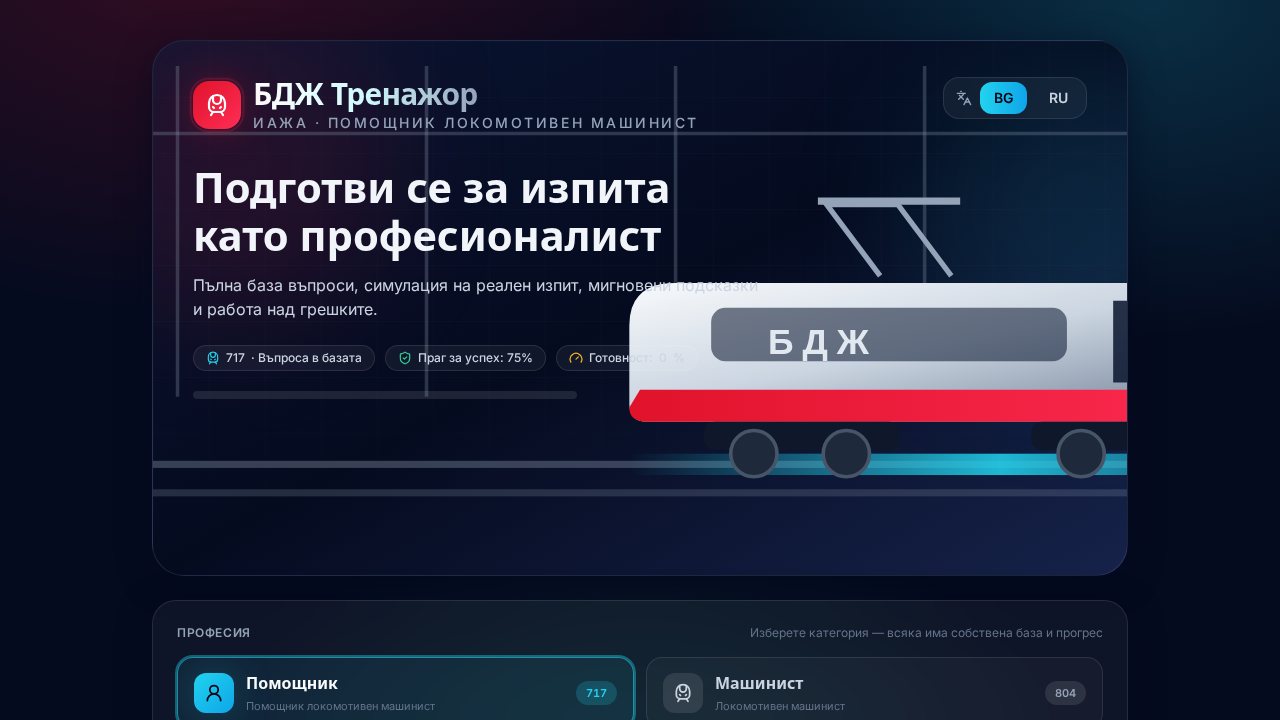 БДЖ Тренажор
ИАЖА · ПОМОЩНИК ЛОКОМОТИВЕН МАШИНИСТ
BG
RU
Подготви се за изпита
като професионалист
Пълна база въпроси, симулация на реален изпит, мигновени подсказки
и работа над грешките.
717 · Въпроса в базата
Праг за успех: 75%
Готовност: 0 %
БДЖ
ПРОФЕСИЯ
Изберете категория — всяка има собствена база и прогрес
Помощник
Помощник локомотивен машинист
717
Машинист
Локомотивен машинист
804